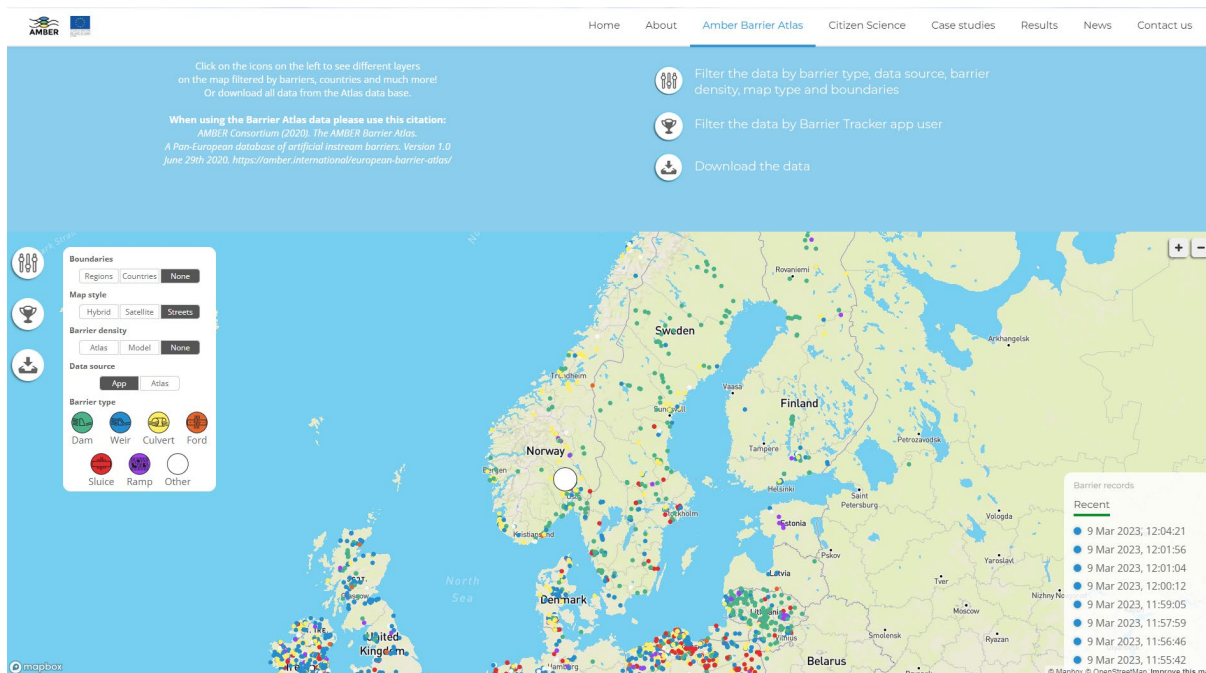 AMBER
Home About Amber Barrier Atlas Citizen Science Case studies Results News Contact us
Click on the icons on the left to see different layers
on the map filtered by barriers, countries and much more!
Or download all data from the Atlas data base.
When using the Barrier Atlas data please use this citation:
AMBER Consortium (2020). The AMBER Barrier Atlas.
A Pan-European database of artificial instream barriers. Version 1.0
June 29th 2020. https://amber.international/european-barrier-atlas/
Filter the data by barrier type, data source, barrier
density, map type and boundaries
Filter the data by Barrier Tracker app user
Download the data
Boundaries
Regions Countries None
Map style
Hybrid Satellite Streets
Barrier density
Atlas Model None
Data source
App Atlas
Barrier type
Dam Weir Culvert Ford
Sluice Ramp Other
+ −
Rovaniemi
Sweden
Arkhangelsk
Trondheim
Vaasa
Finland
Petrozavodsk
Norway
Tampere
Bergen
Helsinki
Saint
Petersburg
Stockholm
Estonia
Vologda
Pskov
Yaroslavl
North
Sea
Latvia
Tver
Denmark
Moscow
United
Kingdom
Smolensk
Ryazan
Hamburg
Belarus
Barrier records
Recent
9 Mar 2023, 12:04:21
9 Mar 2023, 12:01:56
9 Mar 2023, 12:01:04
9 Mar 2023, 12:00:12
9 Mar 2023, 11:59:05
9 Mar 2023, 11:57:59
9 Mar 2023, 11:56:46
9 Mar 2023, 11:55:42
mapbox
© Mapbox © OpenStreetMap Improve this m